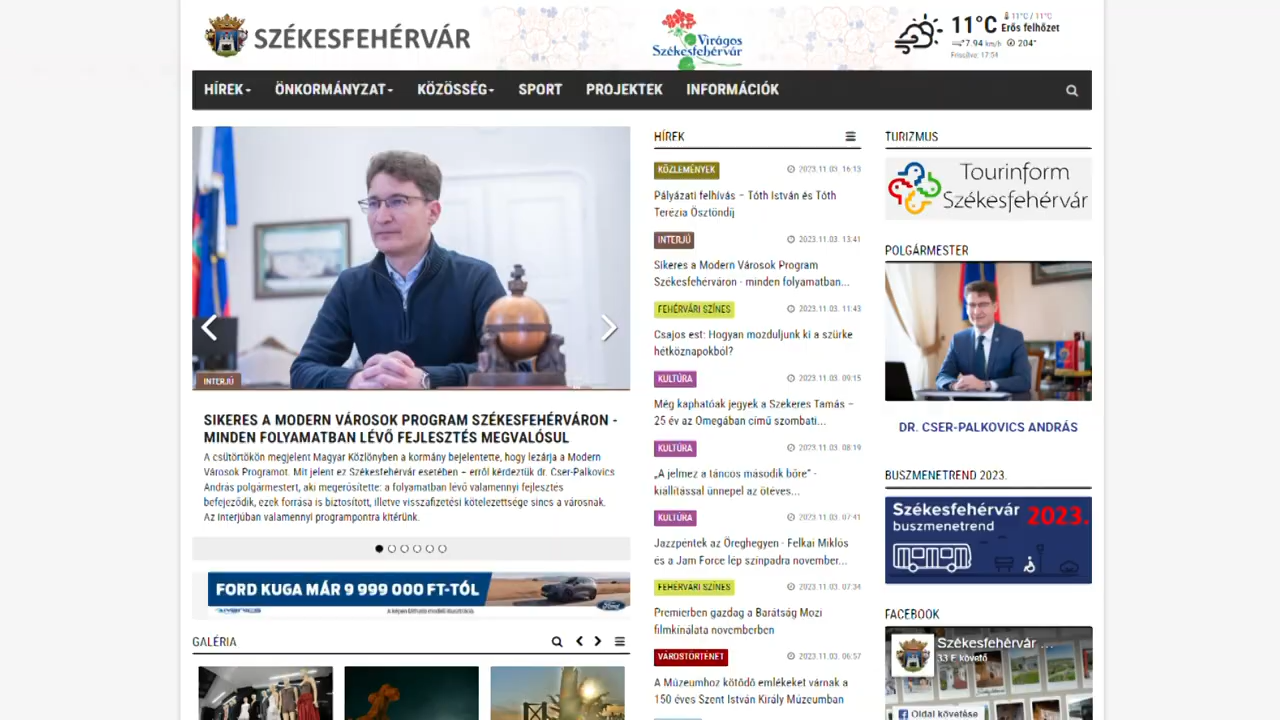 SZÉKESFEHÉRVÁR
Virágos
Székesfehérvár
11°C
11°C / 11°C
Erős felhőzet
7.94 km/h 204°
Frissítve: 17:54
HÍREK
ÖNKORMÁNYZAT
KÖZÖSSÉG
SPORT
PROJEKTEK
INFORMÁCIÓK
INTERJÚ
SIKERES A MODERN VÁROSOK PROGRAM SZÉKESFEHÉRVÁRON -
MINDEN FOLYAMATBAN LÉVŐ FEJLESZTÉS MEGVALÓSUL
A csütörtökön megjelent Magyar Közlönyben a kormány bejelentette, hogy lezárja a Modern
Városok Programot. Mit jelent ez Székesfehérvár esetében – erről kérdeztük dr. Cser-Palkovics
András polgármestert, aki megerősítette: a folyamatban lévő valamennyi fejlesztés
befejeződik, ezek forrása is biztosított, illetve visszafizetési kötelezettsége sincs a városnak.
Az interjúban valamennyi programpontra kitérünk.
FORD KUGA MÁR 9 999 000 FT-TÓL
A képen látható modell illusztráció.
Ford
GALÉRIA
HÍREK
KÖZLEMÉNYEK 2023.11.03. 16:13
Pályázati felhívás – Tóth István és Tóth
Terézia Ösztöndíj
INTERJÚ 2023.11.03. 13:41
Sikeres a Modern Városok Program
Székesfehérváron - minden folyamatban...
FEHÉRVÁRI SZÍNES 2023.11.03. 11:43
Csajos est: Hogyan mozduljunk ki a szürke
hétköznapokból?
KULTÚRA 2023.11.03. 09:15
Még kaphatóak jegyek a Szekeres Tamás –
25 év az Omegában című szombati...
KULTÚRA 2023.11.03. 08:19
„A jelmez a táncos második bőre" -
kiállítással ünnepel az ötéves...
KULTÚRA 2023.11.03. 07:41
Jazzpéntek az Öreghegyen - Felkai Miklós
és a Jam Force lép színpadra november...
FEHÉRVÁRI SZÍNES 2023.11.03. 07:34
Premierben gazdag a Barátság Mozi
filmkínálata novemberben
VÁROSTÖRTÉNET 2023.11.03. 06:57
A Múzeumhoz kötődő emlékeket várnak a
150 éves Szent István Király Múzeumban
TURIZMUS
Tourinform
Székesfehérvár
POLGÁRMESTER
DR. CSER-PALKOVICS ANDRÁS
BUSZMENETREND 2023.
Székesfehérvár
buszmenetrend
2023.
FACEBOOK
Székesfehérvár ...
33 E követő
Oldal követése